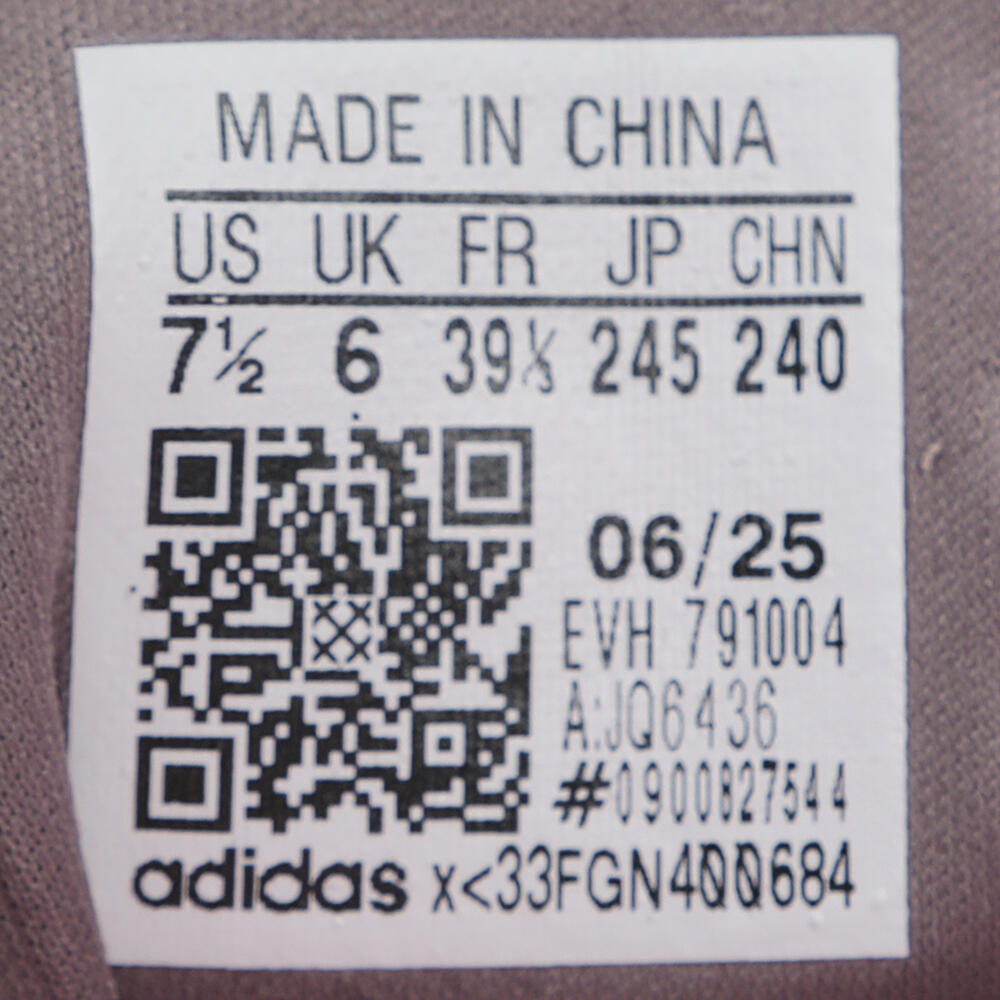 MADE IN CHINA
US UK FR JP CHN
7½ 6 39⅓ 245 240
06/25
EVH 791004
A:JQ6436
#0900827544
adidas x<33FGN400684